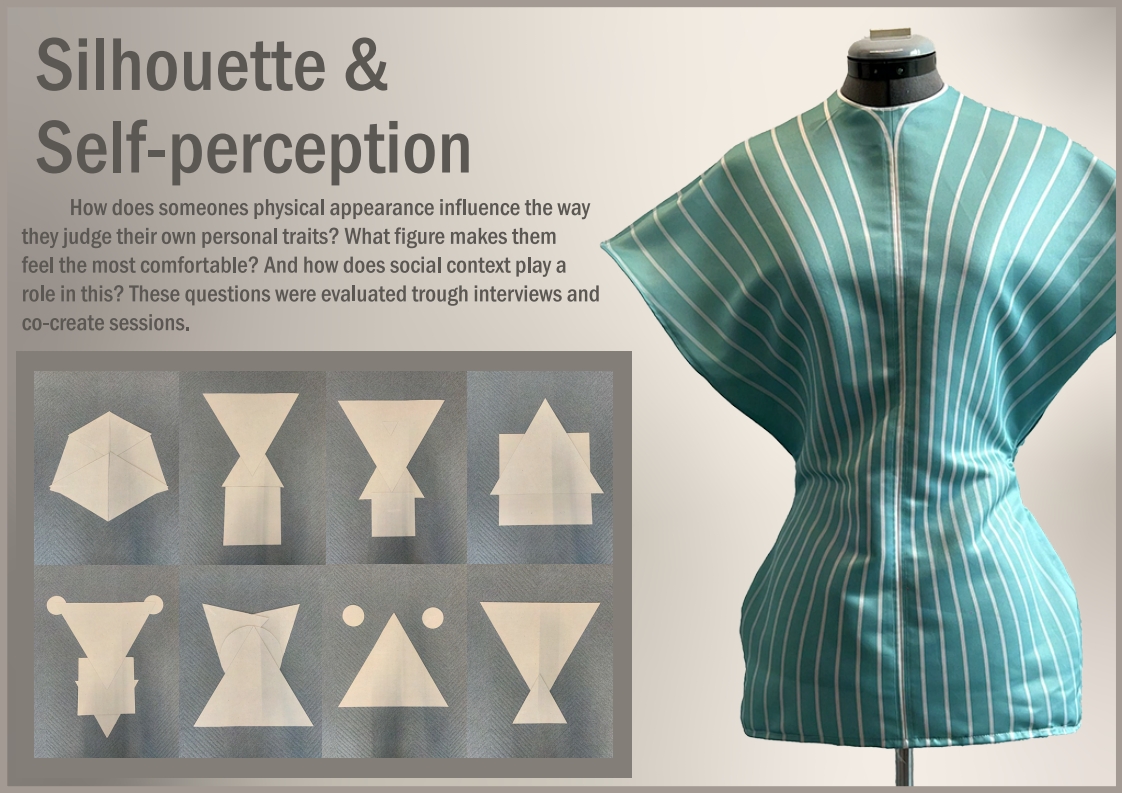 Silhouette &
Self-perception
How does someones physical appearance influence the way
they judge their own personal traits? What figure makes them
feel the most comfortable? And how does social context play a
role in this? These questions were evaluated trough interviews and
co-create sessions.